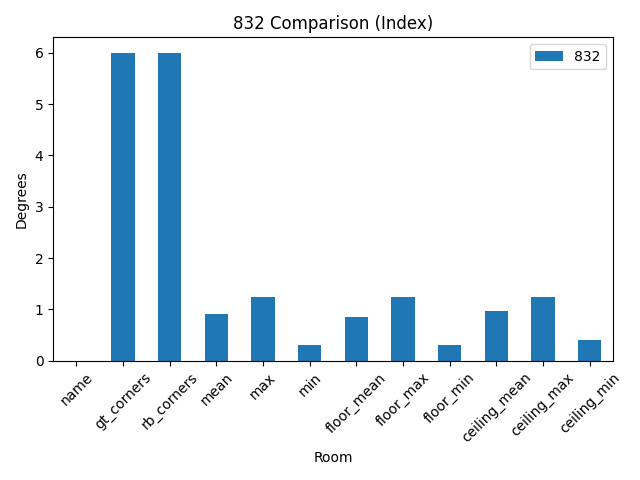 832 Comparison (Index)
832
Degrees
6
5
4
3
2
1
0
name
gt_corners
rb_corners
mean
max
min
floor_mean
floor_max
floor_min
ceiling_mean
ceiling_max
ceiling_min
Room